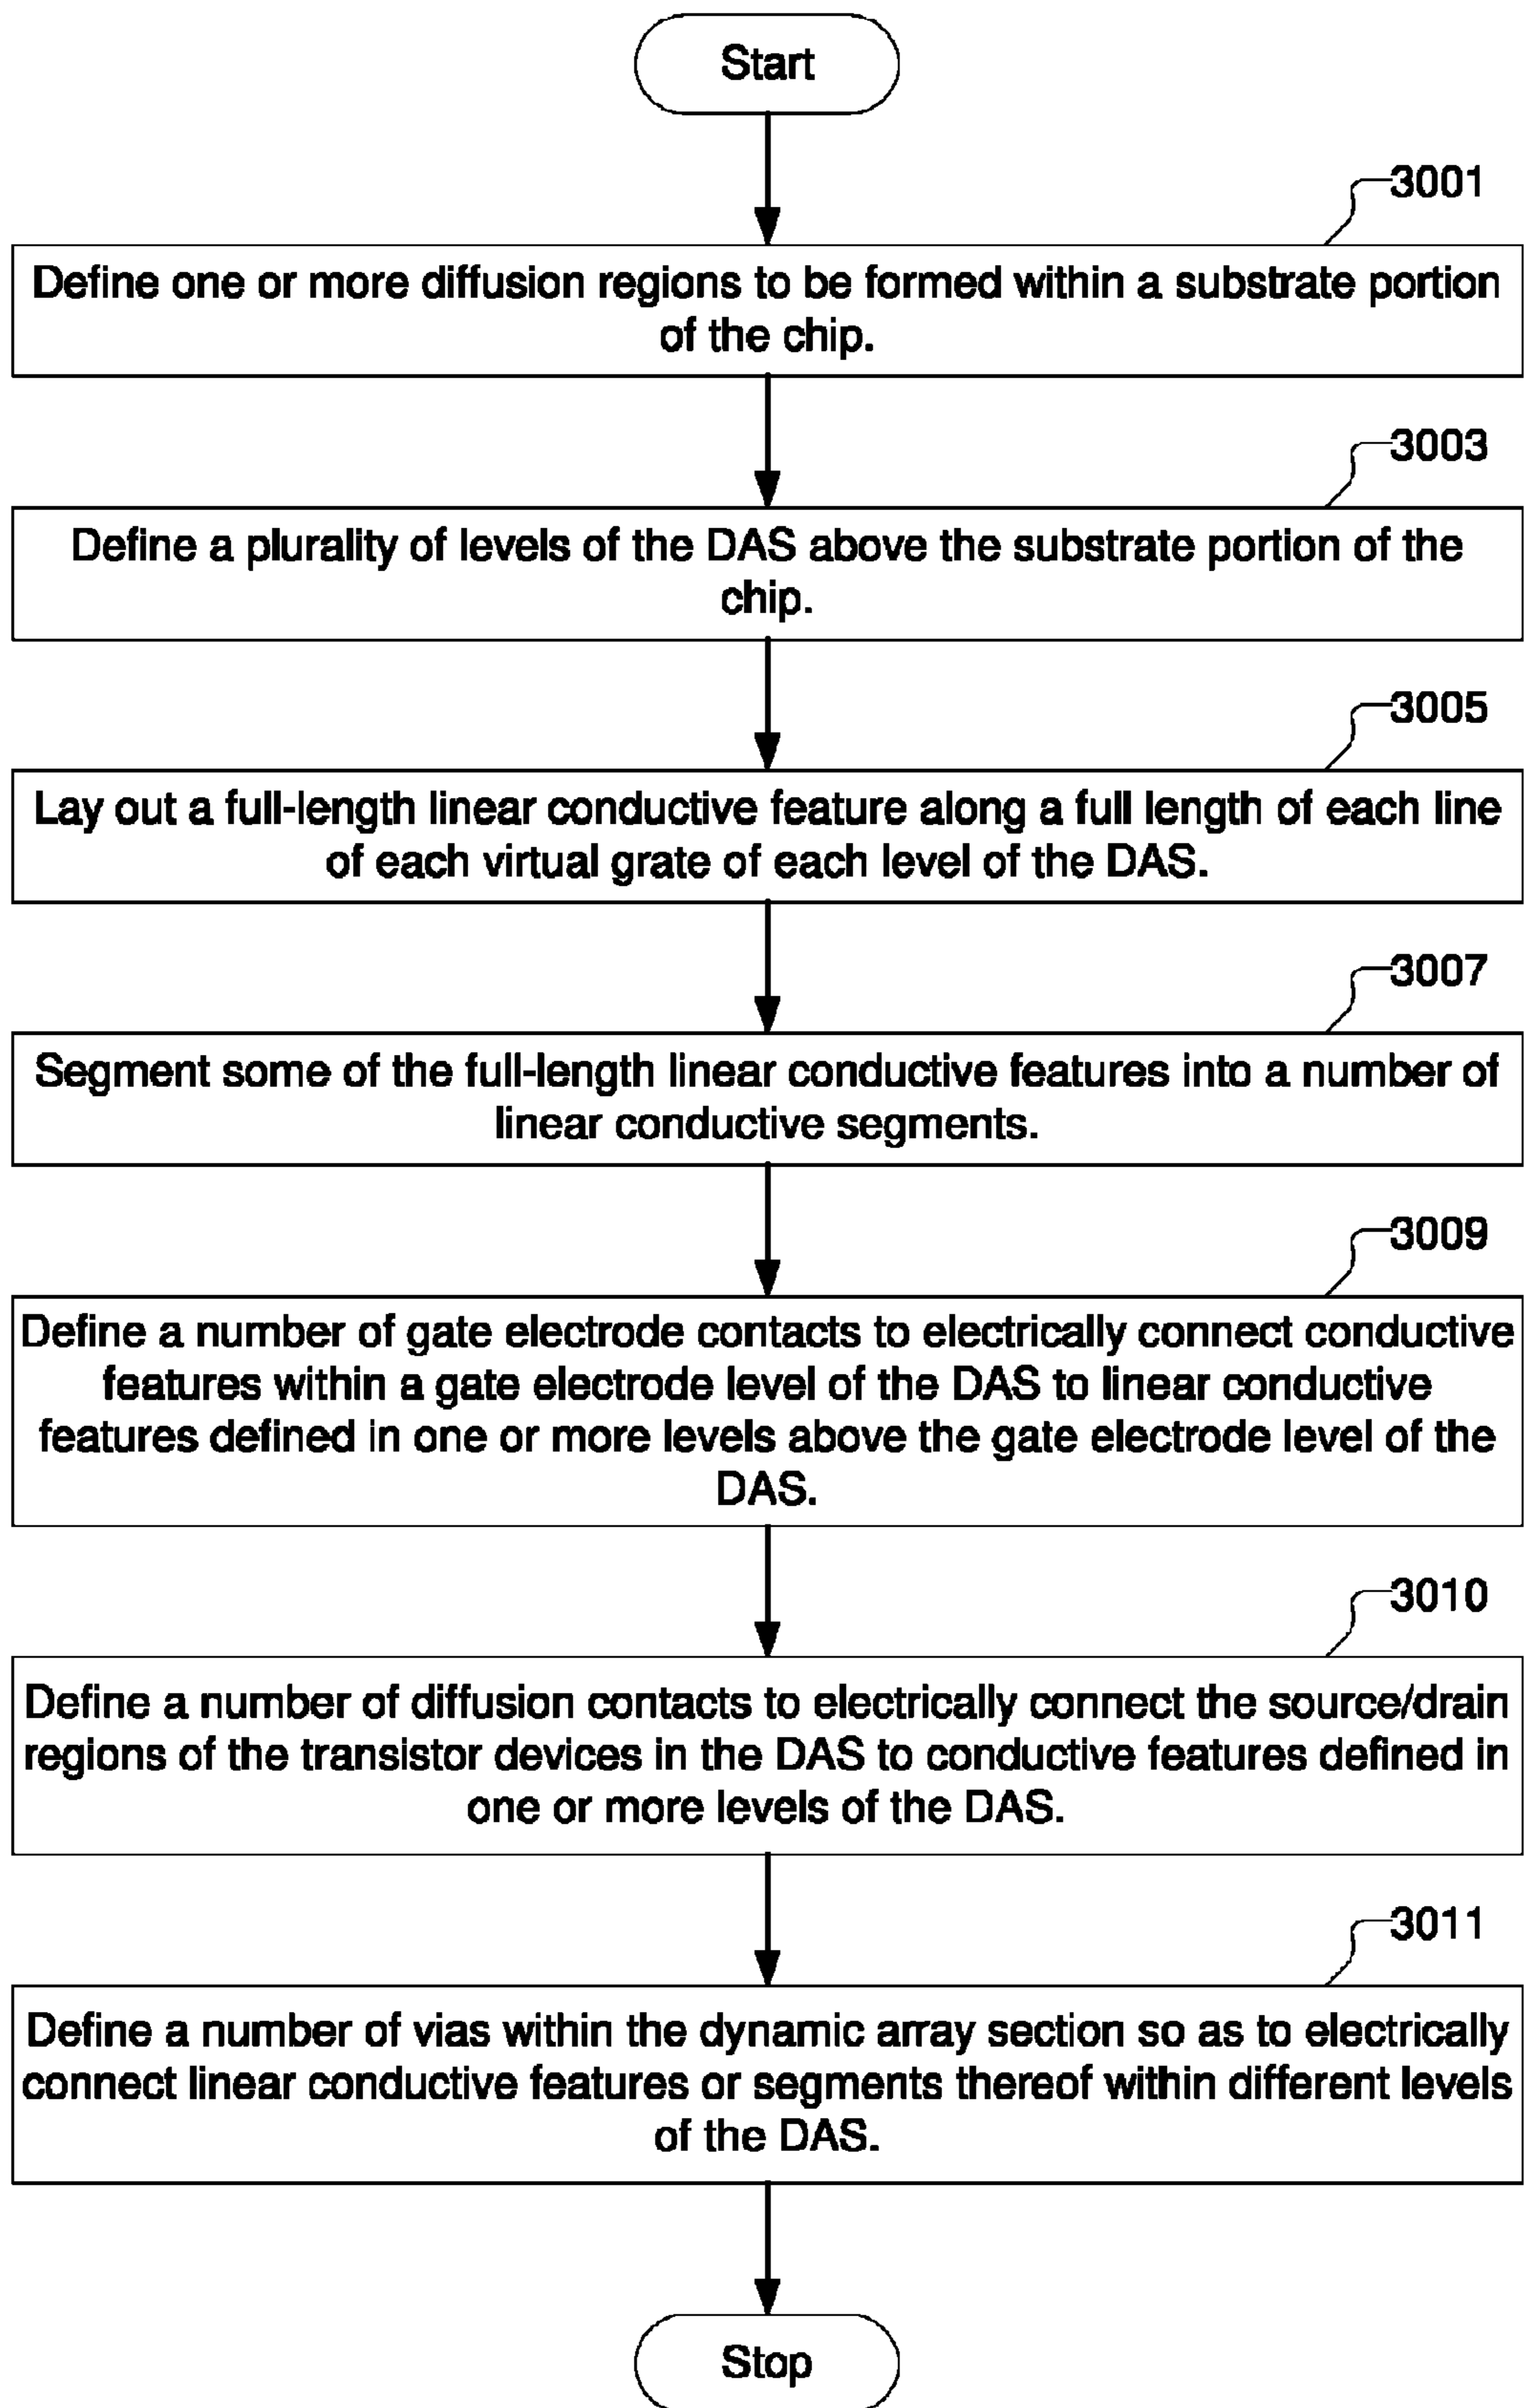 Start
3001
Define one or more diffusion regions to be formed within a substrate portion
of the chip.
3003
Define a plurality of levels of the DAS above the substrate portion of the
chip.
3005
Lay out a full-length linear conductive feature along a full length of each line
of each virtual grate of each level of the DAS.
3007
Segment some of the full-length linear conductive features into a number of
linear conductive segments.
3009
Define a number of gate electrode contacts to electrically connect conductive
features within a gate electrode level of the DAS to linear conductive
features defined in one or more levels above the gate electrode level of the
DAS.
3010
Define a number of diffusion contacts to electrically connect the source/drain
regions of the transistor devices in the DAS to conductive features defined in
one or more levels of the DAS.
3011
Define a number of vias within the dynamic array section so as to electrically
connect linear conductive features or segments thereof within different levels
of the DAS.
Stop